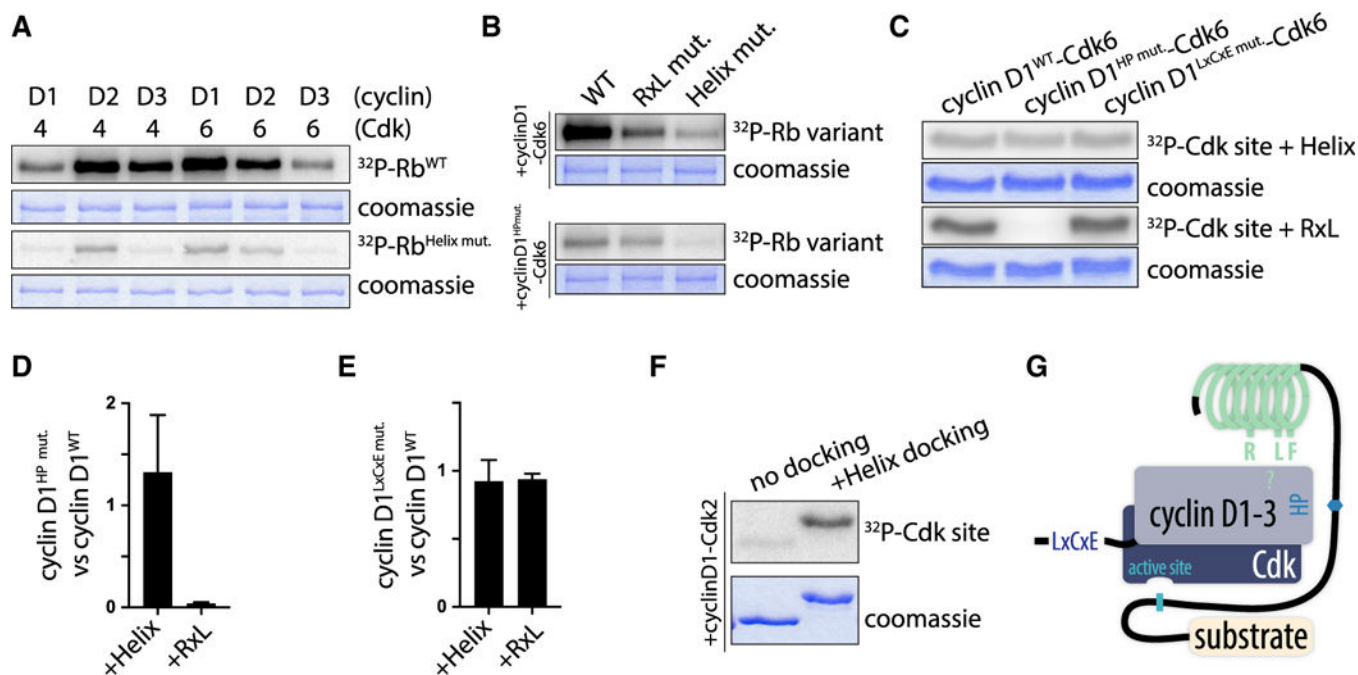 A
D1 D2 D3 D1 D2 D3 (cyclin)
4 4 4 6 6 6 (Cdk)
32P-RbWT
coomassie
32P-RbHelix mut.
coomassie
B
WT RxL mut. Helix mut.
+cyclinD1
-Cdk6
32P-Rb variant
coomassie
+cyclinD1HPmut.
-Cdk6
32P-Rb variant
coomassie
C
cyclin D1WT-Cdk6
cyclin D1HP mut.-Cdk6
cyclin D1LxCxE mut.-Cdk6
32P-Cdk site + Helix
coomassie
32P-Cdk site + RxL
coomassie
D
cyclin D1HP mut.
vs cyclin D1WT
2
1
0
+Helix
+RxL
E
cyclin D1LxCxE mut.
vs cyclin D1WT
1
0
+Helix
+RxL
F
no docking
+Helix docking
+cyclinD1-Cdk2
32P-Cdk site
coomassie
G
R L F
?
HP
cyclin D1-3
LxCxE
Cdk
active site
substrate